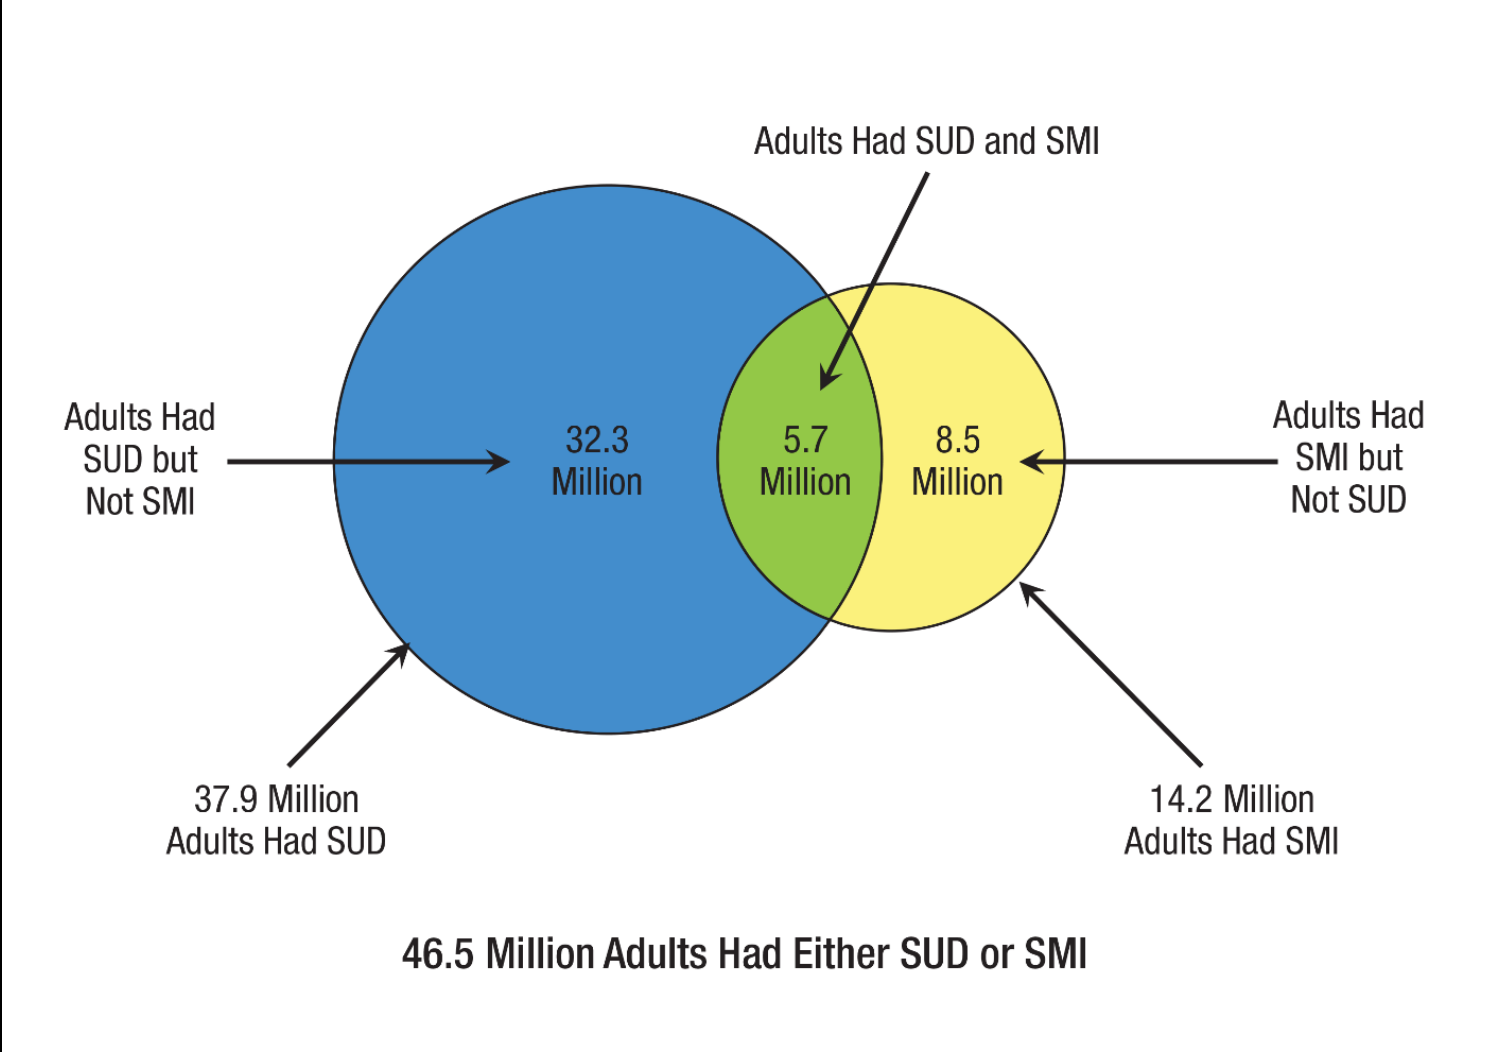 Adults Had SUD and SMI
Adults Had
SUD but
Not SMI
32.3
Million
5.7
Million
8.5
Million
Adults Had
SMI but
Not SUD
37.9 Million
Adults Had SUD
14.2 Million
Adults Had SMI
46.5 Million Adults Had Either SUD or SMI